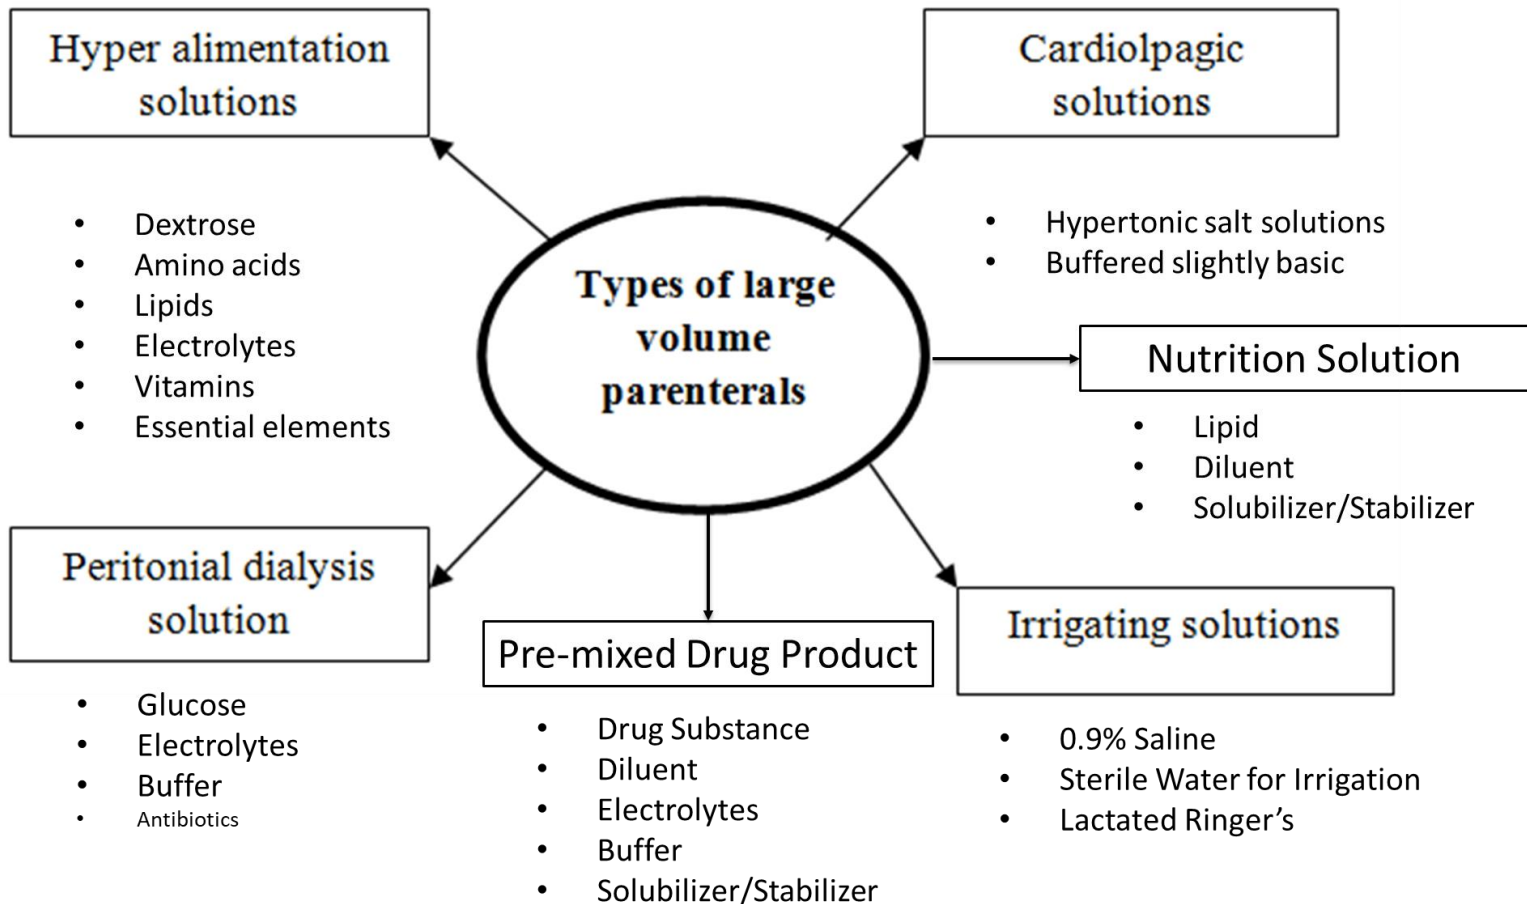 Hyper alimentation
solutions
• Dextrose
• Amino acids
• Lipids
• Electrolytes
• Vitamins
• Essential elements
Cardiolpagic
solutions
• Hypertonic salt solutions
• Buffered slightly basic
Types of large
volume
parenterals
Nutrition Solution
• Lipid
• Diluent
• Solubilizer/Stabilizer
Peritonial dialysis
solution
• Glucose
• Electrolytes
• Buffer
• Antibiotics
Pre-mixed Drug Product
• Drug Substance
• Diluent
• Electrolytes
• Buffer
• Solubilizer/Stabilizer
Irrigating solutions
• 0.9% Saline
• Sterile Water for Irrigation
• Lactated Ringer’s